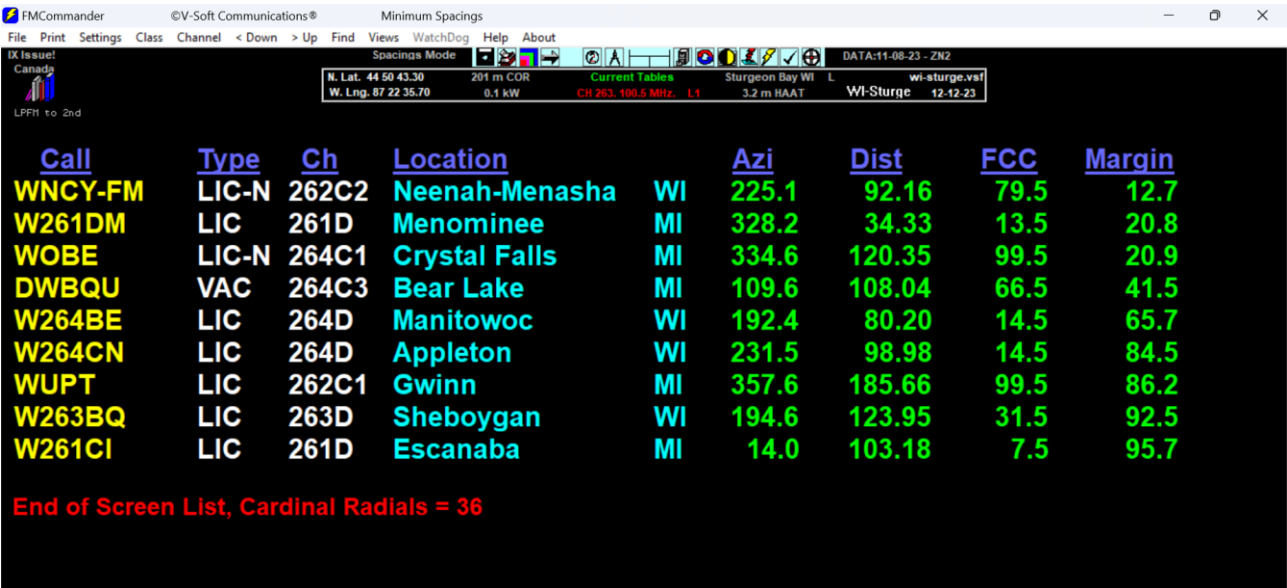 FMCommander ©V-Soft Communications® Minimum Spacings
File Print Settings Class Channel < Down > Up Find Views WatchDog Help About
IX Issue! Spacings Mode DATA:11-08-23 - ZN2
Canada
N. Lat. 44 50 43.30 201 m COR Current Tables Sturgeon Bay WI L wi-sturge.vsf
W. Lng. 87 22 35.70 0.1 kW CH 263, 100.5 MHz. L1 3.2 m HAAT WI-Sturge 12-12-23
LPFM to 2nd
Call Type Ch Location Azi Dist FCC Margin
WNCY-FM LIC-N 262C2 Neenah-Menasha WI 225.1 92.16 79.5 12.7
W261DM LIC 261D Menominee MI 328.2 34.33 13.5 20.8
WOBE LIC-N 264C1 Crystal Falls MI 334.6 120.35 99.5 20.9
DWBQU VAC 264C3 Bear Lake MI 109.6 108.04 66.5 41.5
W264BE LIC 264D Manitowoc WI 192.4 80.20 14.5 65.7
W264CN LIC 264D Appleton WI 231.5 98.98 14.5 84.5
WUPT LIC 262C1 Gwinn MI 357.6 185.66 99.5 86.2
W263BQ LIC 263D Sheboygan WI 194.6 123.95 31.5 92.5
W261CI LIC 261D Escanaba MI 14.0 103.18 7.5 95.7
End of Screen List, Cardinal Radials = 36